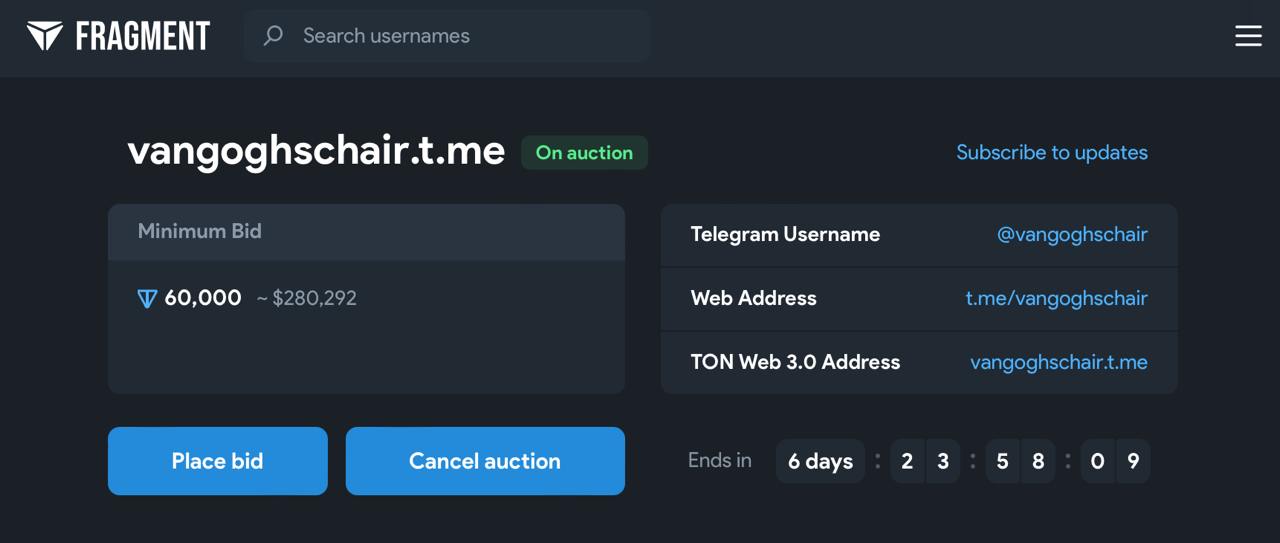 FRAGMENT
Search usernames
vangoghschair.t.me On auction
Subscribe to updates
Minimum Bid
60,000 ~ $280,292
Telegram Username @vangoghschair
Web Address t.me/vangoghschair
TON Web 3.0 Address vangoghschair.t.me
Place bid
Cancel auction
Ends in 6 days : 2 3 : 5 8 : 0 9